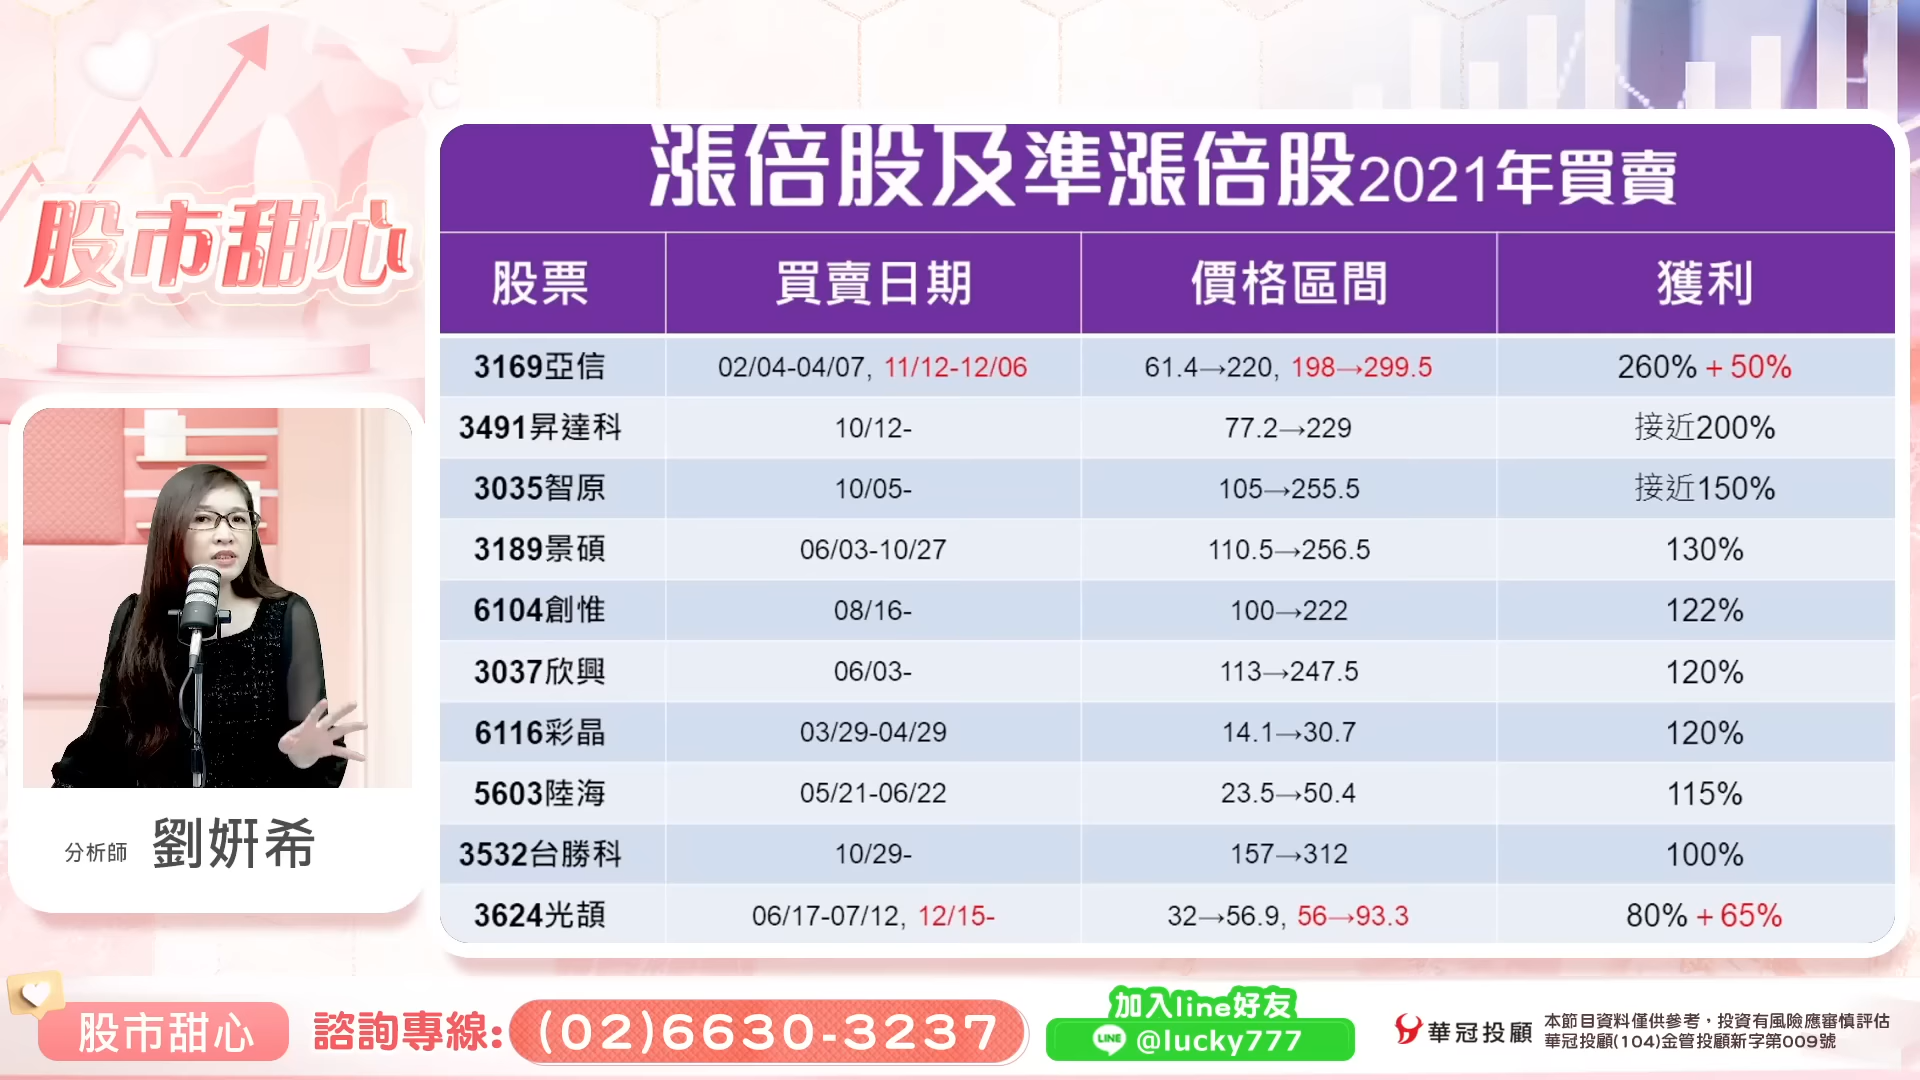 股市甜心
漲倍股及準漲倍股2021年買賣
股票 買賣日期 價格區間 獲利
3169亞信 02/04-04/07, 11/12-12/06 61.4→220, 198→299.5 260%+50%
3491昇達科 10/12- 77.2→229 接近200%
3035智原 10/05- 105→255.5 接近150%
3189景碩 06/03-10/27 110.5→256.5 130%
6104創惟 08/16- 100→222 122%
3037欣興 06/03- 113→247.5 120%
6116彩晶 03/29-04/29 14.1→30.7 120%
5603陸海 05/21-06/22 23.5→50.4 115%
3532台勝科 10/29- 157→312 100%
3624光頡 06/17-07/12, 12/15- 32→56.9, 56→93.3 80%+65%
分析師 劉妍希
股市甜心 諮詢專線:(02)6630-3237
加入line好友
LINE @lucky777
華冠投顧
本節目資料僅供參考，投資有風險應審慎評估
華冠投顧(104)金管投顧新字第009號